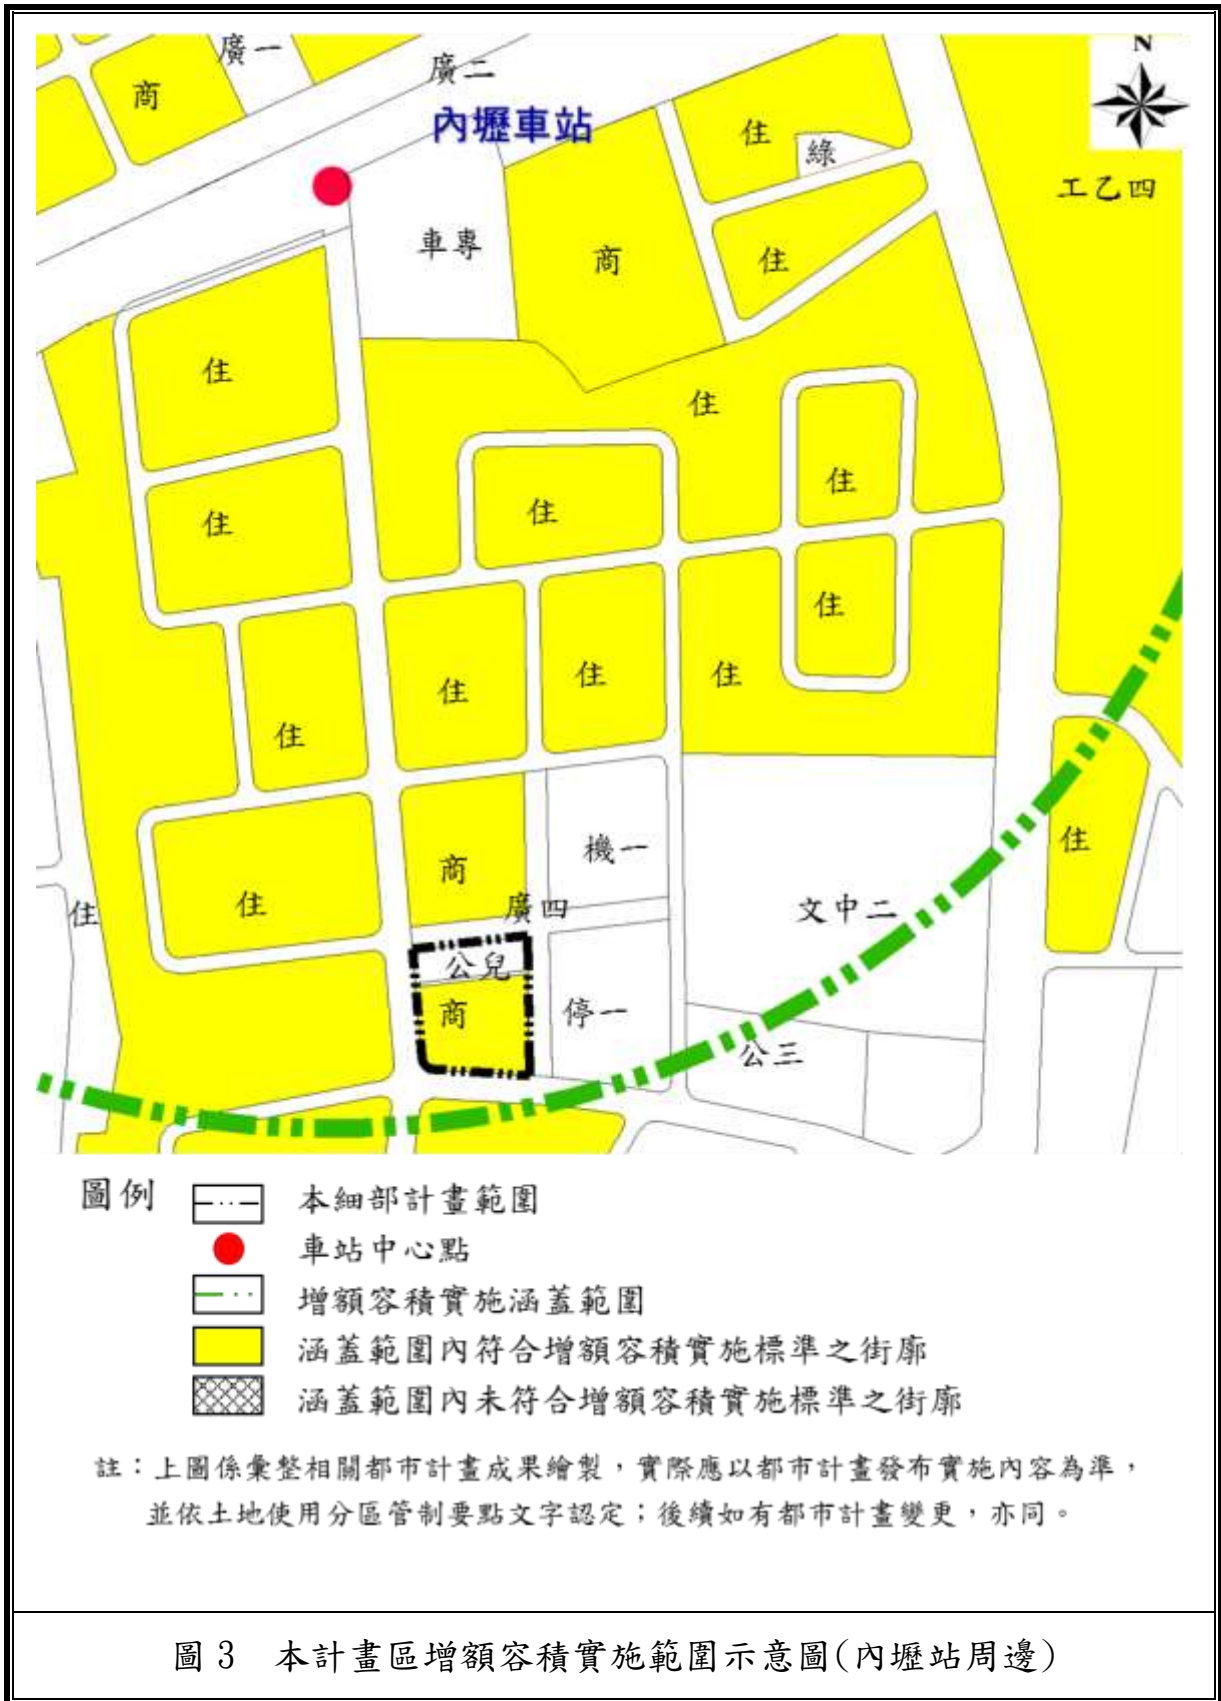 廣一
廣二
N
商
內壢車站
住
綠
工乙四
車專
商
住
住
住
住
住
住
住
住
住
住
住
住
商
機一
住
住
住
廣四
文中二
公兒
商
停一
公三
圖例
本細部計畫範圍
車站中心點
增額容積實施涵蓋範圍
涵蓋範圍內符合增額容積實施標準之街廓
涵蓋範圍內未符合增額容積實施標準之街廓
註：上圖係彙整相關都市計畫成果繪製，實際應以都市計畫發布實施內容為準，
並依土地使用分區管制要點文字認定；後續如有都市計畫變更，亦同。
圖 3　本計畫區增額容積實施範圍示意圖(內壢站周邊)